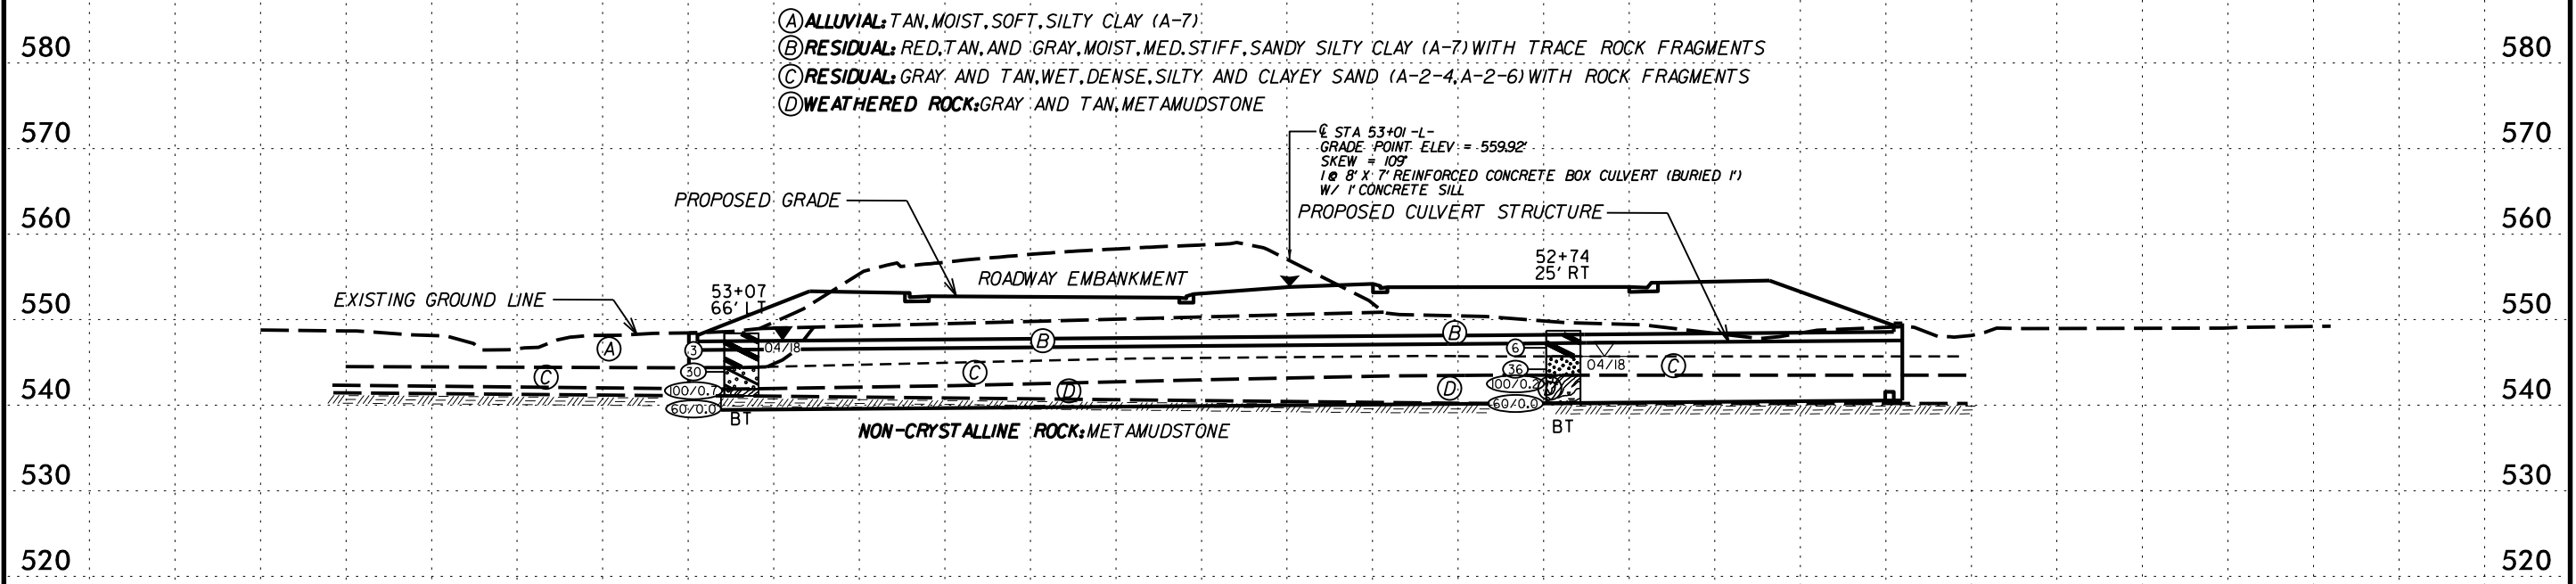 Ⓐ ALLUVIAL: TAN, MOIST, SOFT, SILTY CLAY (A-7)
Ⓑ RESIDUAL: RED, TAN, AND GRAY, MOIST, MED. STIFF, SANDY SILTY CLAY (A-7) WITH TRACE ROCK FRAGMENTS
Ⓒ RESIDUAL: GRAY AND TAN, WET, DENSE, SILTY AND CLAYEY SAND (A-2-4, A-2-6) WITH ROCK FRAGMENTS
Ⓓ WEATHERED ROCK: GRAY AND TAN, METAMUDSTONE
580 580
570 570
℄ STA 53+01 -L-
GRADE POINT ELEV = 559.92'
SKEW = 109°
1 @ 8' X 7' REINFORCED CONCRETE BOX CULVERT (BURIED 1')
W/ 1' CONCRETE SILL
PROPOSED GRADE
PROPOSED CULVERT STRUCTURE
560 560
52+74
25' RT
ROADWAY EMBANKMENT
53+07
66' LT
EXISTING GROUND LINE
550 550
A
B
B
3
04/18
6
04/18
C
C
C
30
36
D
D
100/0.7
100/0.2
60/0.0
60/0.0
540 540
BT
BT
NON-CRYSTALLINE ROCK: METAMUDSTONE
530 530
520 520